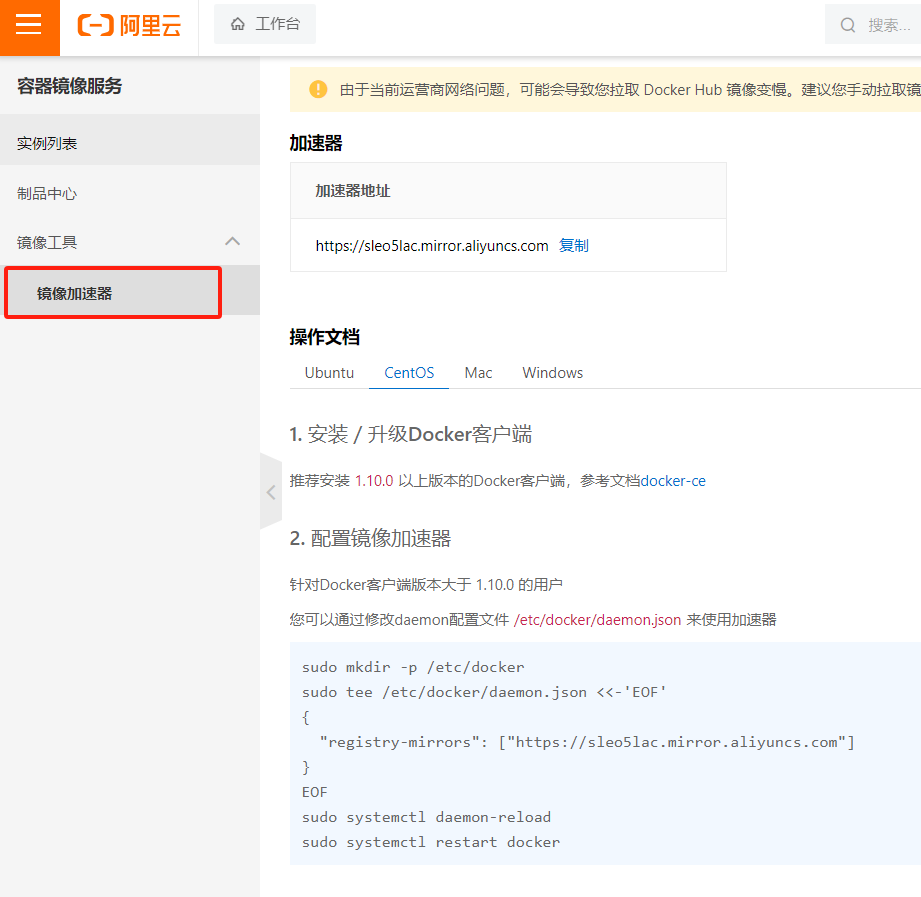 阿里云
工作台
搜索...
容器镜像服务
实例列表
制品中心
镜像工具
镜像加速器
由于当前运营商网络问题，可能会导致您拉取 Docker Hub 镜像变慢。建议您手动拉取镜
加速器
加速器地址
https://sleo5lac.mirror.aliyuncs.com 复制
操作文档
Ubuntu CentOS Mac Windows
1. 安装 / 升级Docker客户端
推荐安装 1.10.0 以上版本的Docker客户端，参考文档docker-ce
2. 配置镜像加速器
针对Docker客户端版本大于 1.10.0 的用户
您可以通过修改daemon配置文件 /etc/docker/daemon.json 来使用加速器
sudo mkdir -p /etc/docker
sudo tee /etc/docker/daemon.json <<-'EOF'
{
  "registry-mirrors": ["https://sleo5lac.mirror.aliyuncs.com"]
}
EOF
sudo systemctl daemon-reload
sudo systemctl restart docker